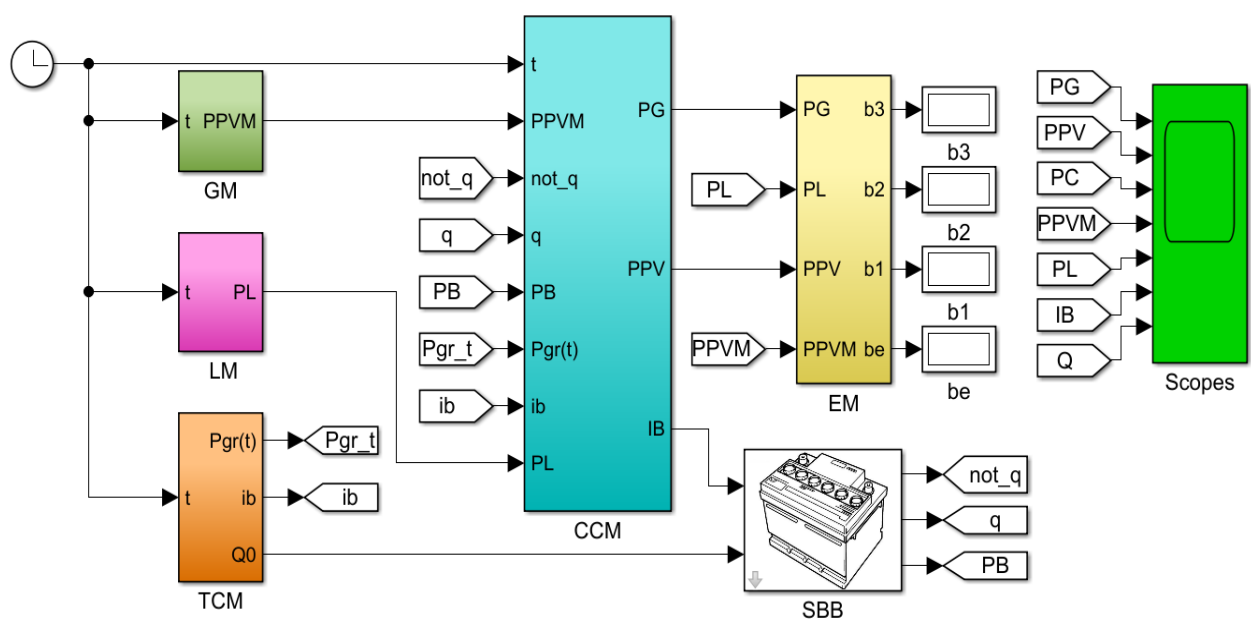 t PPVM
GM
t PL
LM
t
Pgr(t)
ib
Q0
TCM
Pgr_t
ib
not_q
q
PB
Pgr_t
ib
t
PPVM
not_q
q
PB
Pgr(t)
ib
PL
PG
PPV
IB
CCM
PL
PPVM
PG b3
PL b2
PPV b1
PPVM be
EM
b3
b2
b1
be
SBB
not_q
q
PB
PG
PPV
PC
PPVM
PL
IB
Q
Scopes